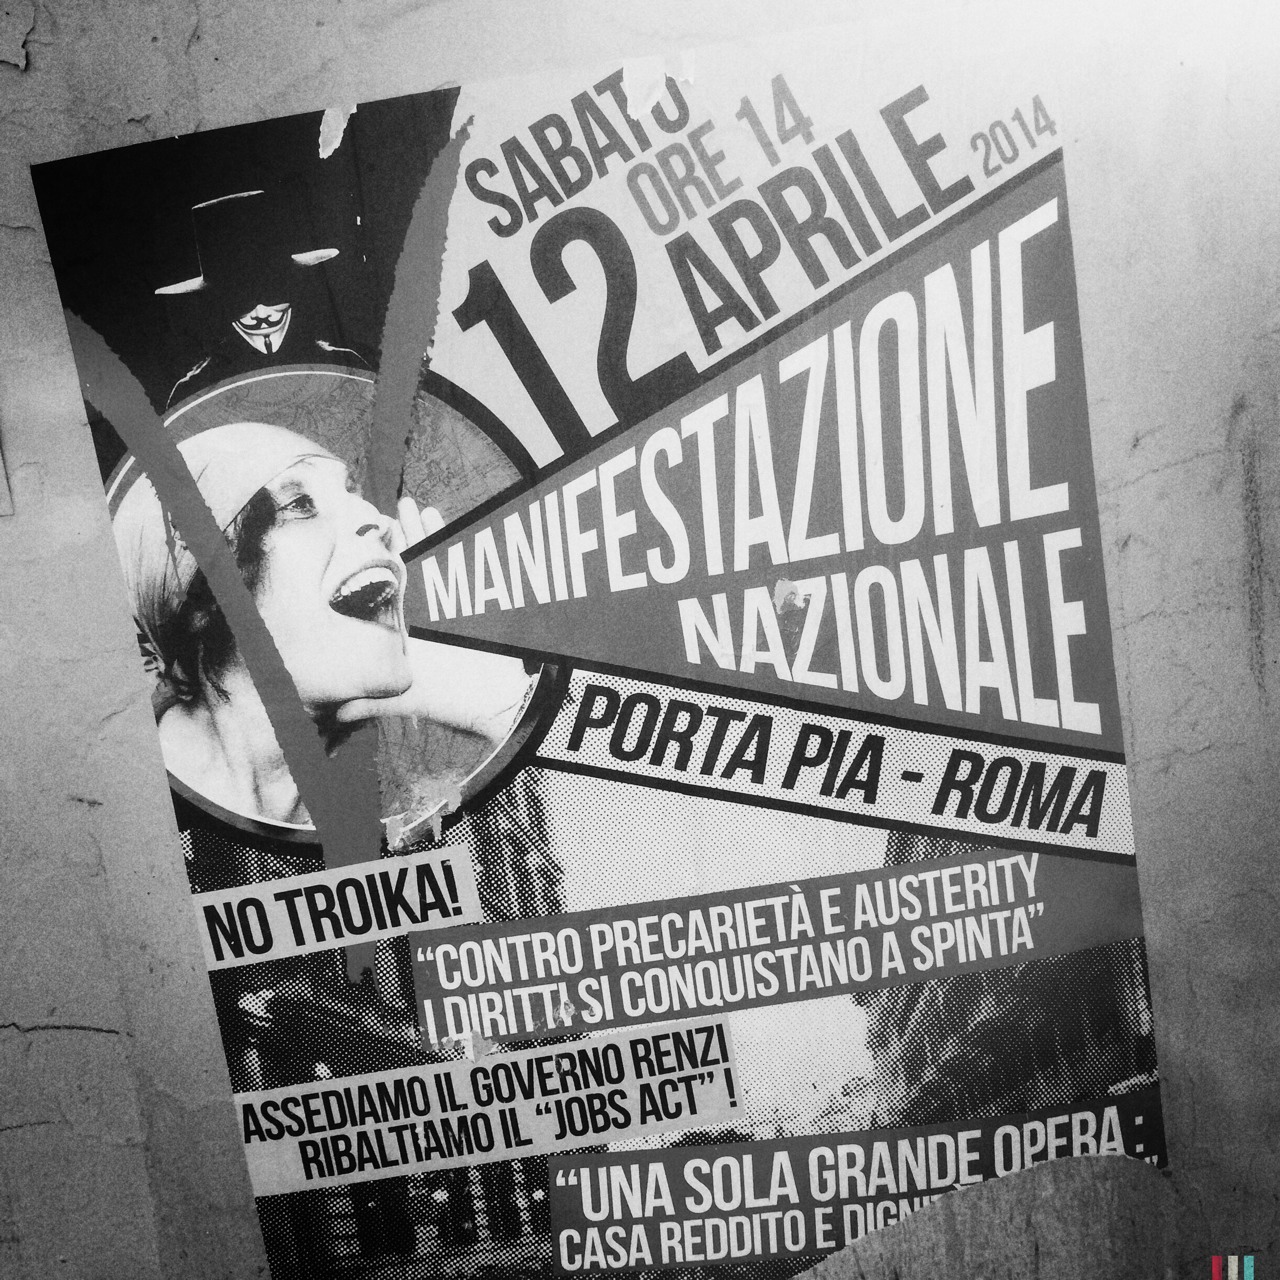 SABATO
ORE 14
12 APRILE 2014
MANIFESTAZIONE
NAZIONALE
PORTA PIA - ROMA
NO TROIKA!
“CONTRO PRECARIETÀ E AUSTERITY
I DIRITTI SI CONQUISTANO A SPINTA”
ASSEDIAMO IL GOVERNO RENZI
RIBALTIAMO IL “JOBS ACT” !
“UNA SOLA GRANDE OPERA :
CASA REDDITO E